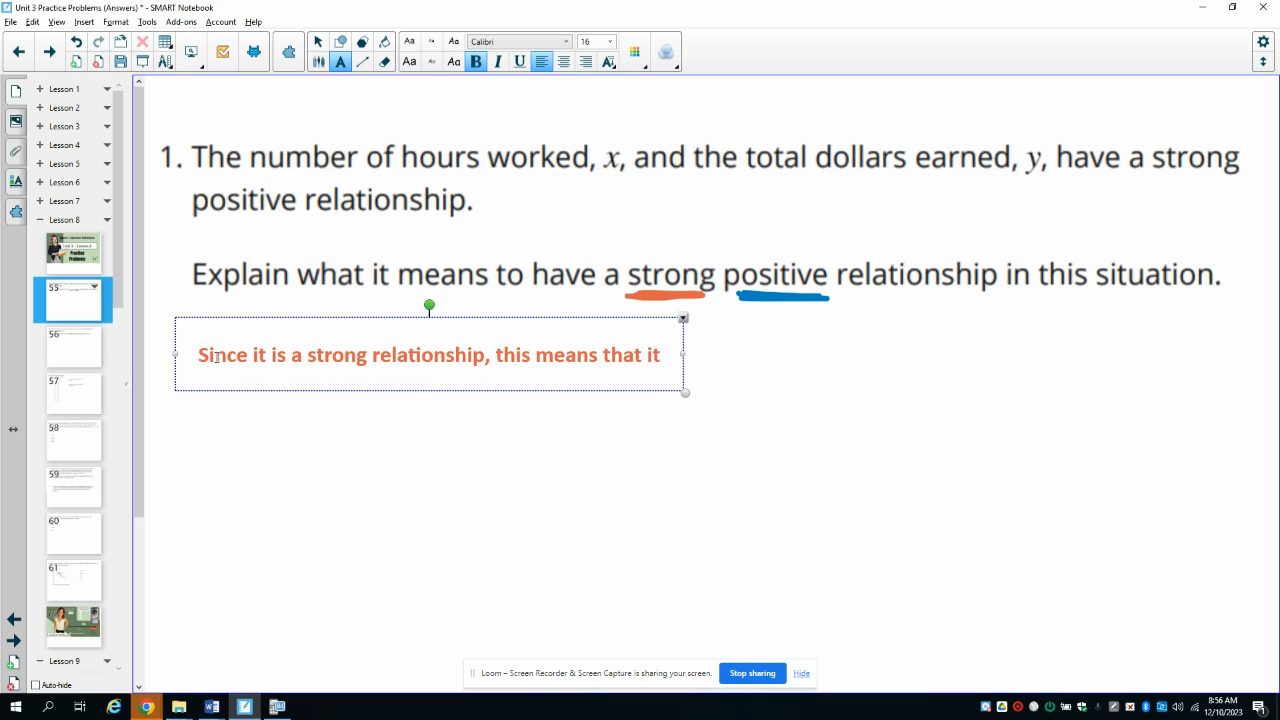 Unit 3 Practice Problems (Answers) * - SMART Notebook
File Edit View Insert Format Tools Add-ons Account Help
Calibri 16
Lesson 1
Lesson 2
Lesson 3
Lesson 4
Lesson 5
Lesson 6
Lesson 7
Lesson 8
Practice
Problems
55
56
57
58
59
60
61
Lesson 9
Auto-hide
1. The number of hours worked, x, and the total dollars earned, y, have a strong
positive relationship.
Explain what it means to have a strong positive relationship in this situation.
Since it is a strong relationship, this means that it
Loom – Screen Recorder & Screen Capture is sharing your screen. Stop sharing Hide
8:56 AM
12/10/2023